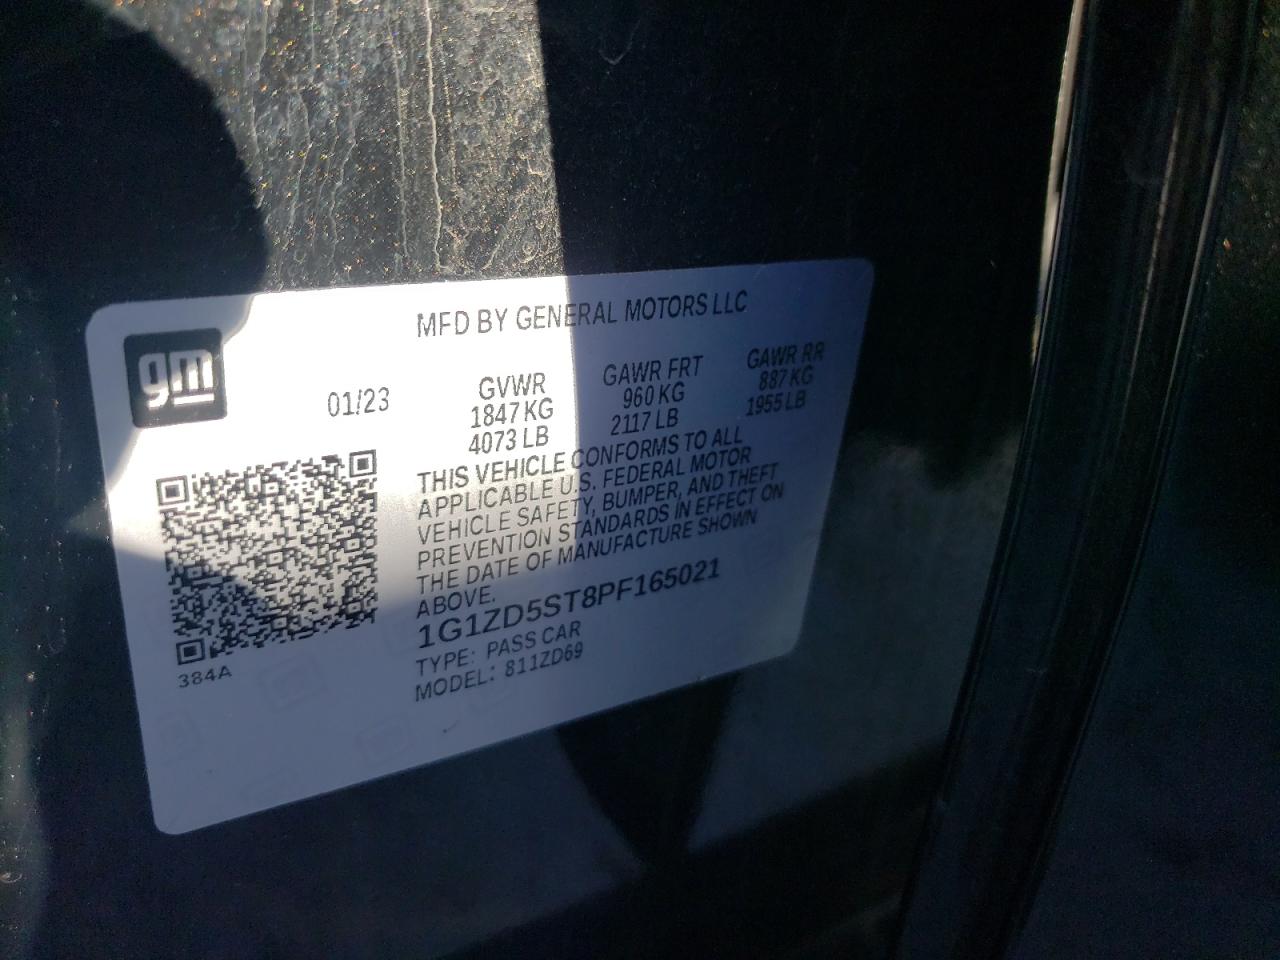 MFD BY GENERAL MOTORS LLC
gm
01/23
GVWR
1847 KG
4073 LB
GAWR FRT
960 KG
2117 LB
GAWR RR
887 KG
1955 LB
THIS VEHICLE CONFORMS TO ALL
APPLICABLE U.S. FEDERAL MOTOR
VEHICLE SAFETY, BUMPER, AND THEFT
PREVENTION STANDARDS IN EFFECT ON
THE DATE OF MANUFACTURE SHOWN
ABOVE.
1G1ZD5ST8PF165021
TYPE: PASS CAR
MODEL: 811ZD69
384A